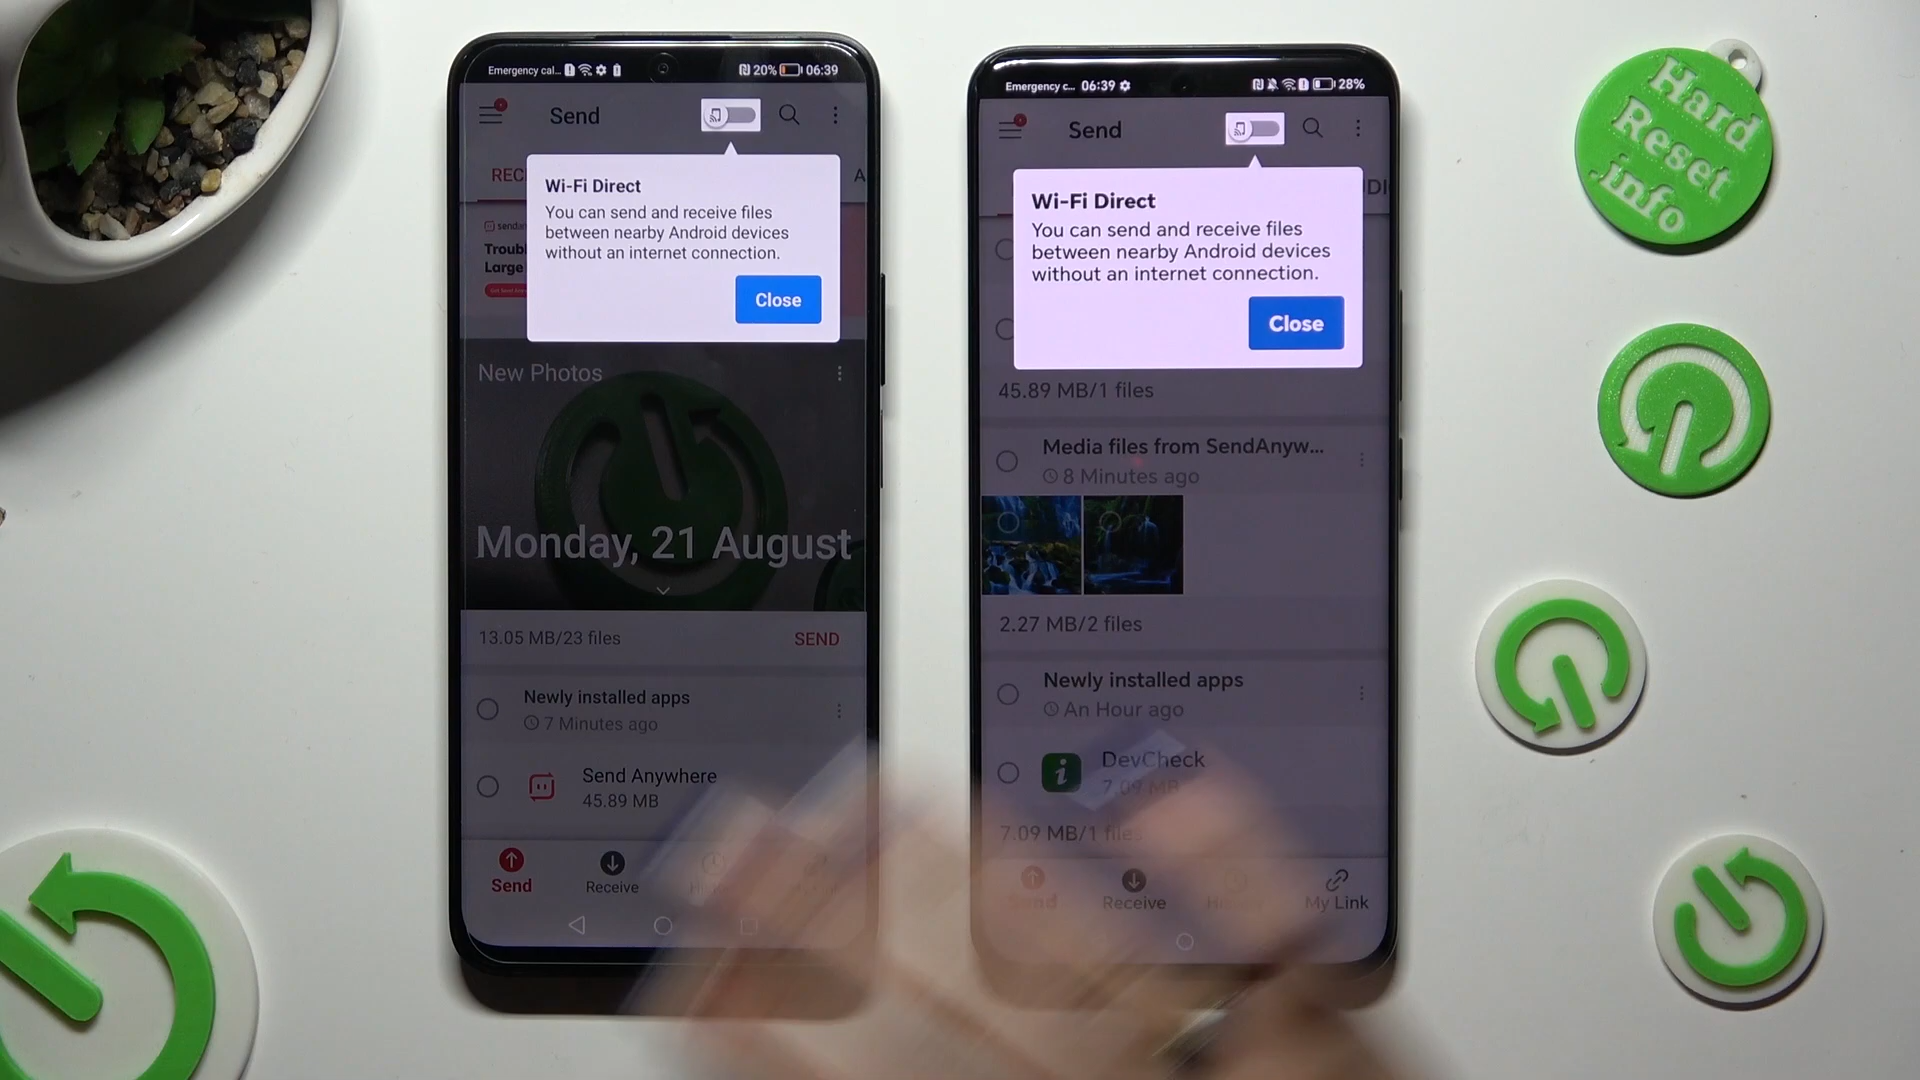 Emergency cal...
20%
06:39
Send
REC
A
Wi-Fi Direct
You can send and receive files
between nearby Android devices
without an internet connection.
Close
Large
New Photos
Monday, 21 August
13.05 MB/23 files
SEND
Newly installed apps
7 Minutes ago
Send Anywhere
45.89 MB
Send
Receive
Emergency c... 06:39
28%
Send
Wi-Fi Direct
You can send and receive files
between nearby Android devices
without an internet connection.
Close
45.89 MB/1 files
Media files from SendAnyw...
8 Minutes ago
2.27 MB/2 files
Newly installed apps
An Hour ago
DevCheck
7.09 MB
7.09 MB/1 files
Send
Receive
My Link
Hard
Reset
.info